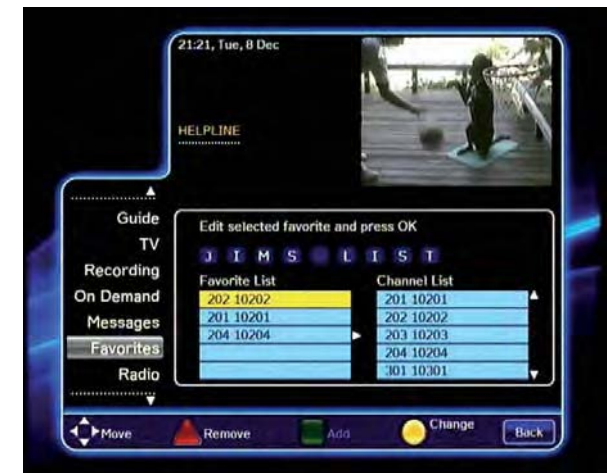 21:21, Tue, 8 Dec
HELPLINE
Guide
TV
Recording
On Demand
Messages
Favorites
Radio
Edit selected favorite and press OK
J I M S L I S T
Favorite List
202 10202
201 10201
204 10204
Channel List
201 10201
202 10202
203 10203
204 10204
301 10301
Move Remove Add Change Back